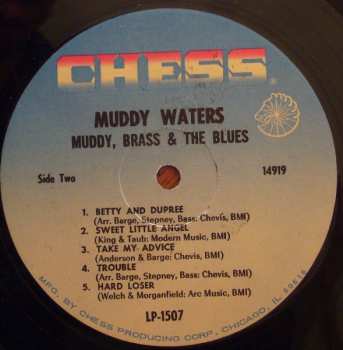 CHESS
MUDDY WATERS
MUDDY, BRASS & THE BLUES
Side Two
14919
1. BETTY AND DUPREE
(Arr. Barge, Stepney, Bass: Chevis, BMI)
2. SWEET LITTLE ANGEL
(King & Taub: Modern Music, BMI)
3. TAKE MY ADVICE
(Anderson & Barge: Chevis, BMI)
4. TROUBLE
(Arr. Barge, Stepney, Bass: Chevis, BMI)
5. HARD LOSER
(Welch & Morganfield: Arc Music, BMI)
LP-1507
MFG. BY CHESS PRODUCING CORP., CHICAGO, IL 60616